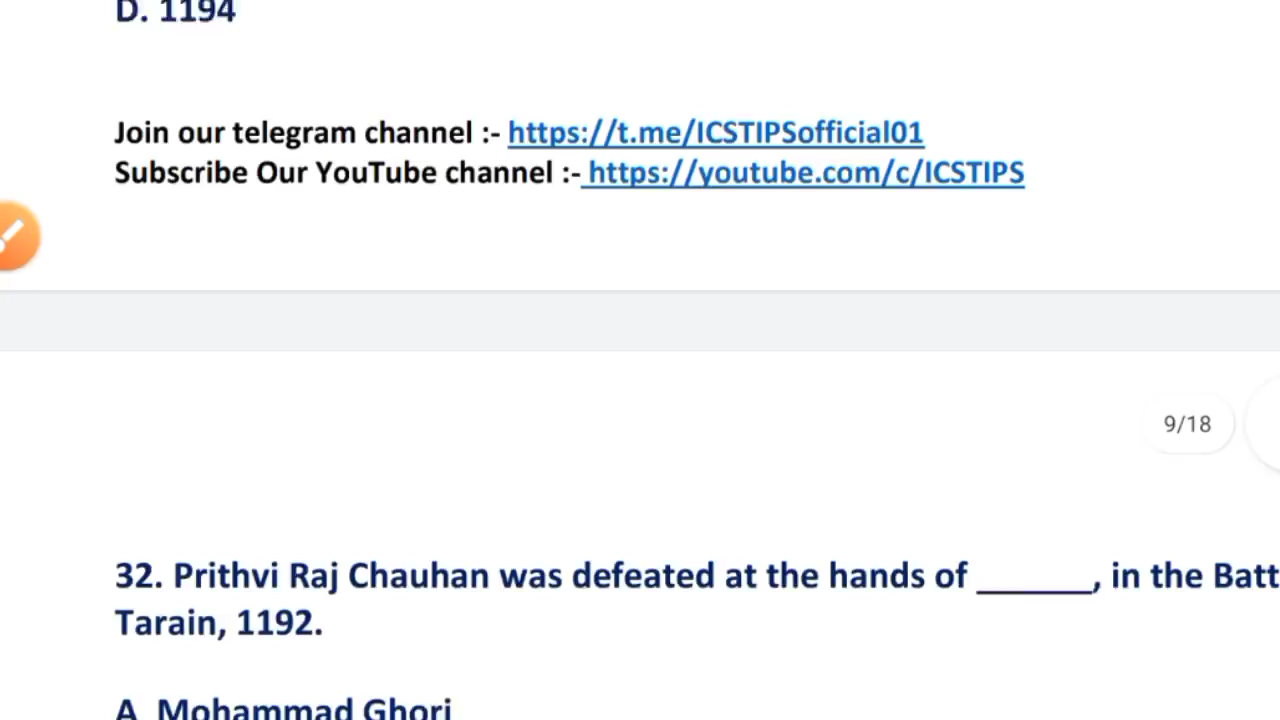 D. 1194
Join our telegram channel :- https://t.me/ICSTIPSofficial01
Subscribe Our YouTube channel :- https://youtube.com/c/ICSTIPS
9/18
32. Prithvi Raj Chauhan was defeated at the hands of ______, in the Batt
Tarain, 1192.
A. Mohammad Ghori